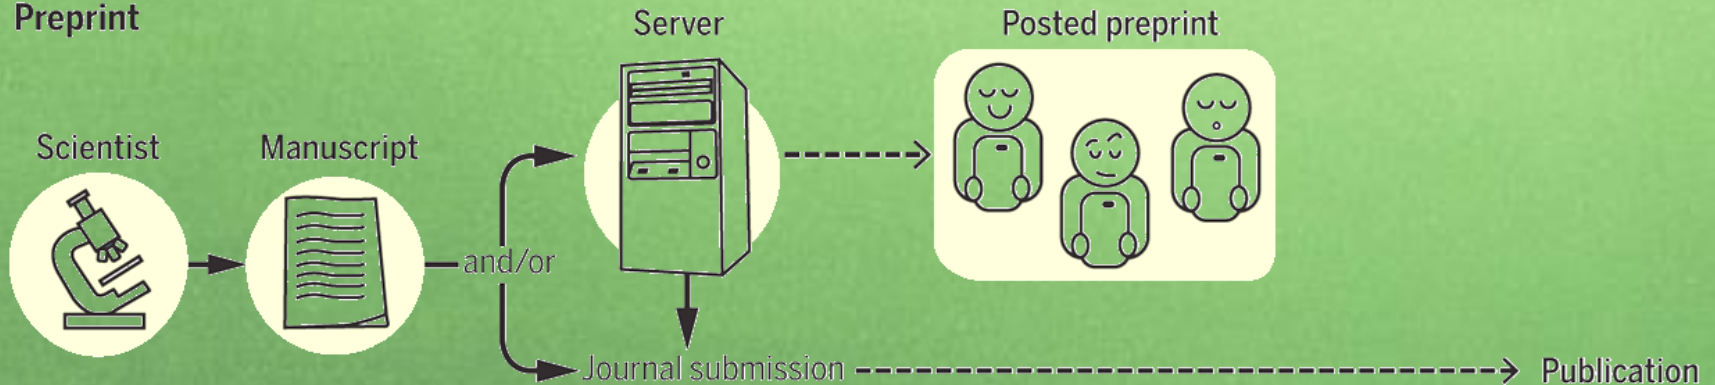 Preprint
Server
Posted preprint
Scientist
Manuscript
and/or
Journal submission
Publication